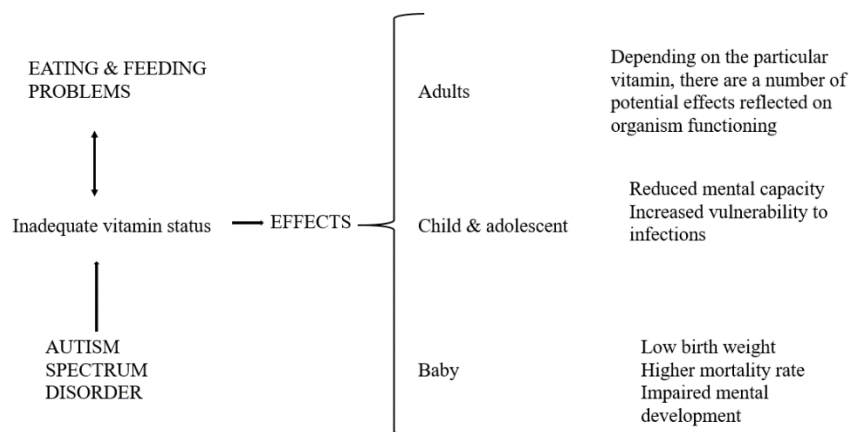 EATING & FEEDING
PROBLEMS
Inadequate vitamin status
AUTISM
SPECTRUM
DISORDER
EFFECTS
Adults
Depending on the particular
vitamin, there are a number of
potential effects reflected on
organism functioning
Child & adolescent
Reduced mental capacity
Increased vulnerability to
infections
Baby
Low birth weight
Higher mortality rate
Impaired mental
development